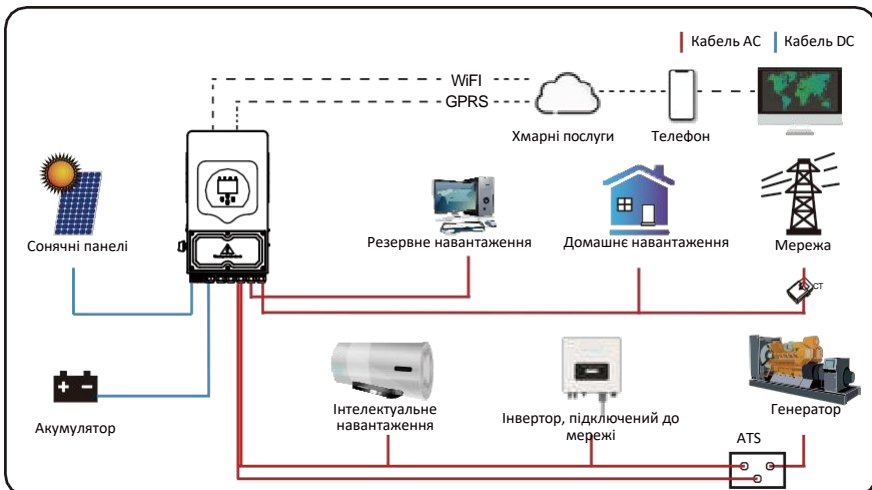 Кабель AC
Кабель DC
WiFI
GPRS
Хмарні послуги
Телефон
Сонячні панелі
Резервне навантаження
Домашнє навантаження
Мережа
CT
Акумулятор
Інтелектуальне
навантаження
Інвертор, підключений до
мережі
Генератор
ATS